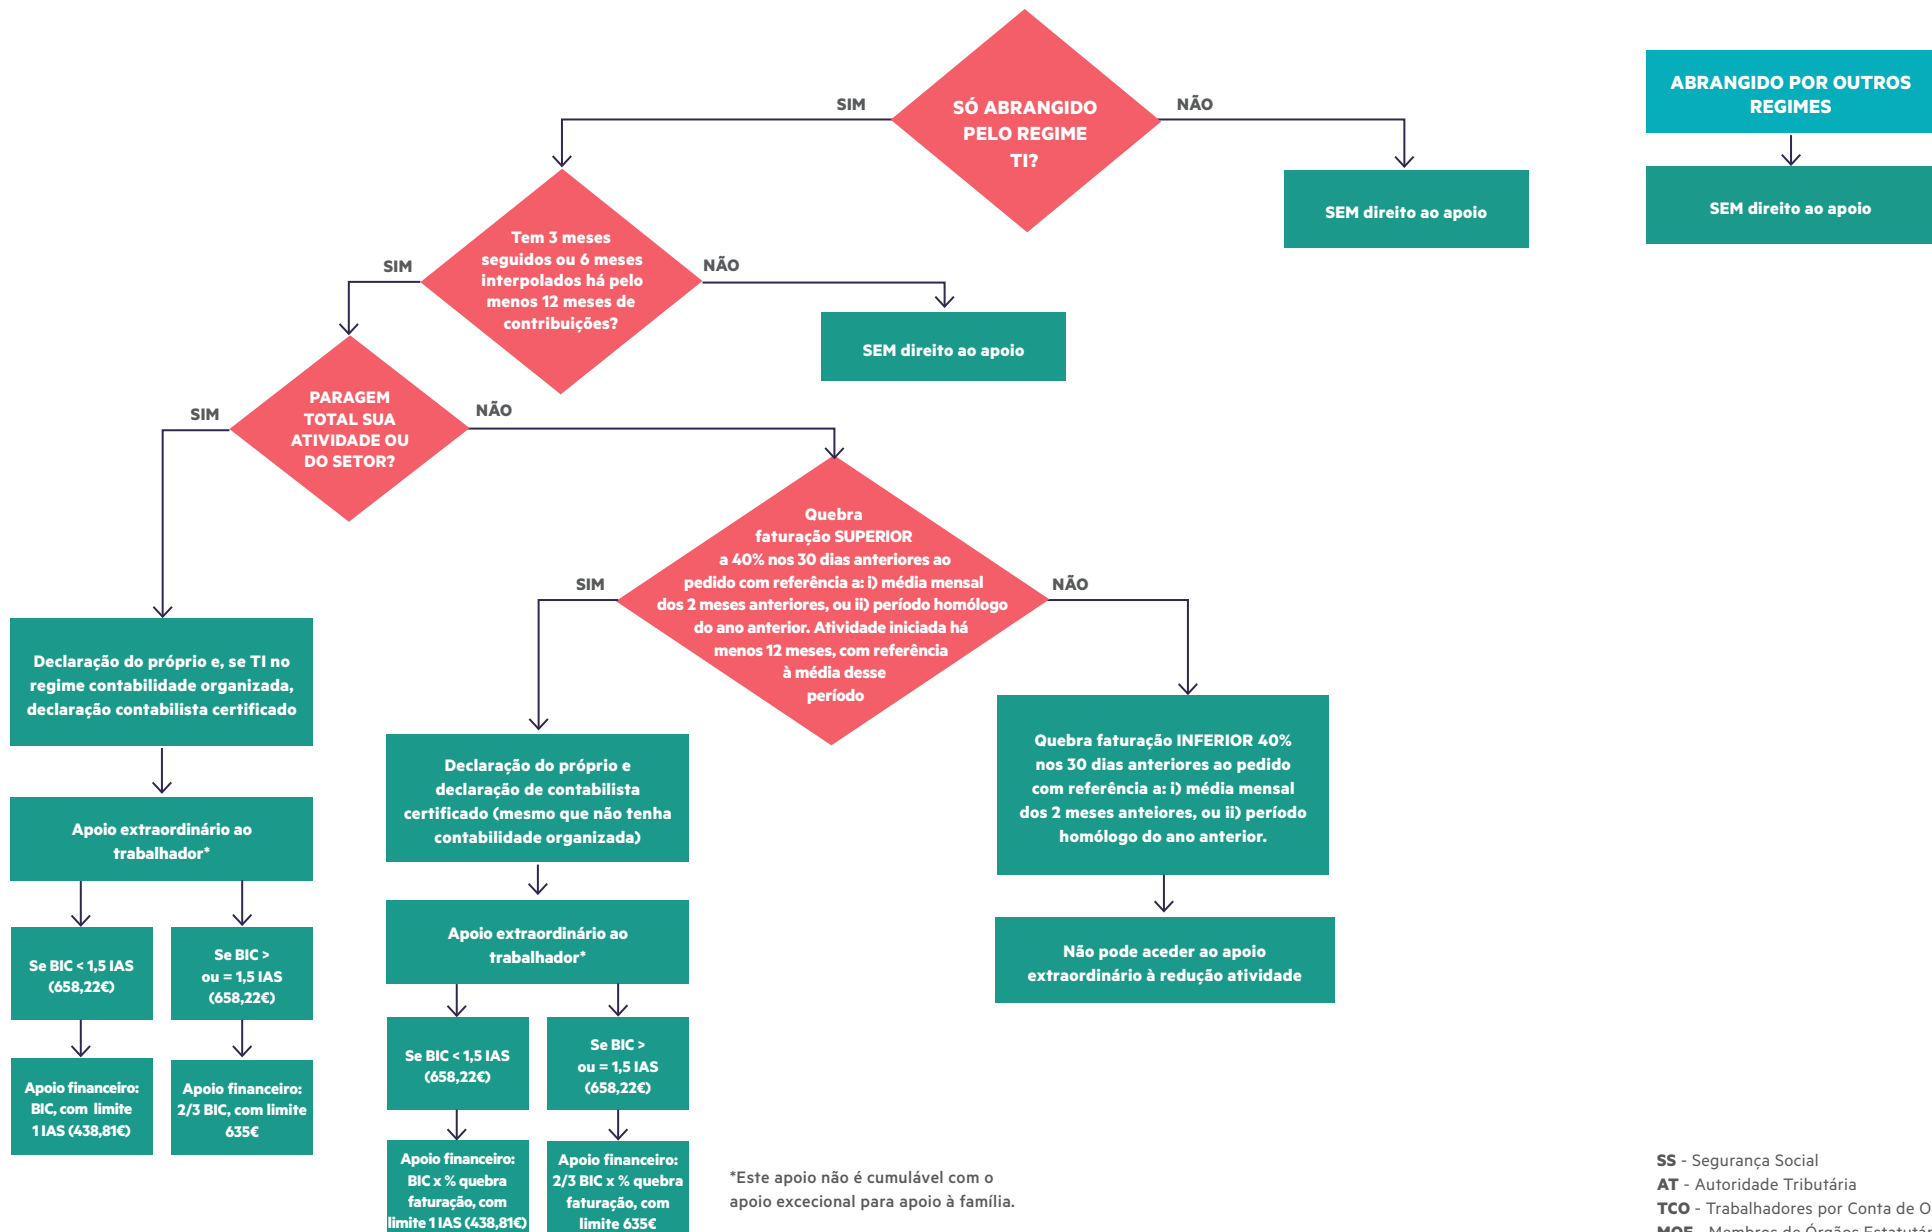 SÓ ABRANGIDO
PELO REGIME
TI?
SIM
NÃO
SEM direito ao apoio
ABRANGIDO POR OUTROS
REGIMES
SEM direito ao apoio
Tem 3 meses
seguidos ou 6 meses
interpolados há pelo
menos 12 meses de
contribuições?
SIM
NÃO
SEM direito ao apoio
PARAGEM
TOTAL SUA
ATIVIDADE OU
DO SETOR?
SIM
NÃO
Quebra
faturação SUPERIOR
a 40% nos 30 dias anteriores ao
pedido com referência a: i) média mensal
dos 2 meses anteriores, ou ii) período homólogo
do ano anterior. Atividade iniciada há
menos 12 meses, com referência
à média desse
período
SIM
NÃO
Declaração do próprio e, se TI no
regime contabilidade organizada,
declaração contabilista certificado
Apoio extraordinário ao
trabalhador*
Se BIC < 1,5 IAS
(658,22€)
Se BIC >
ou = 1,5 IAS
(658,22€)
Apoio financeiro:
BIC, com limite
1 IAS (438,81€)
Apoio financeiro:
2/3 BIC, com limite
635€
Declaração do próprio e
declaração de contabilista
certificado (mesmo que não tenha
contabilidade organizada)
Apoio extraordinário ao
trabalhador*
Se BIC < 1,5 IAS
(658,22€)
Se BIC >
ou = 1,5 IAS
(658,22€)
Apoio financeiro:
BIC x % quebra
faturação, com
limite 1 IAS (438,81€)
Apoio financeiro:
2/3 BIC x % quebra
faturação, com
limite 635€
Quebra faturação INFERIOR 40%
nos 30 dias anteriores ao pedido
com referência a: i) média mensal
dos 2 meses anteiores, ou ii) período
homólogo do ano anterior.
Não pode aceder ao apoio
extraordinário à redução atividade
*Este apoio não é cumulável com o
apoio excecional para apoio à família.
SS - Segurança Social
AT - Autoridade Tributária
TCO - Trabalhadores por Conta de O
MOE - Membros de Órgãos Estatutár